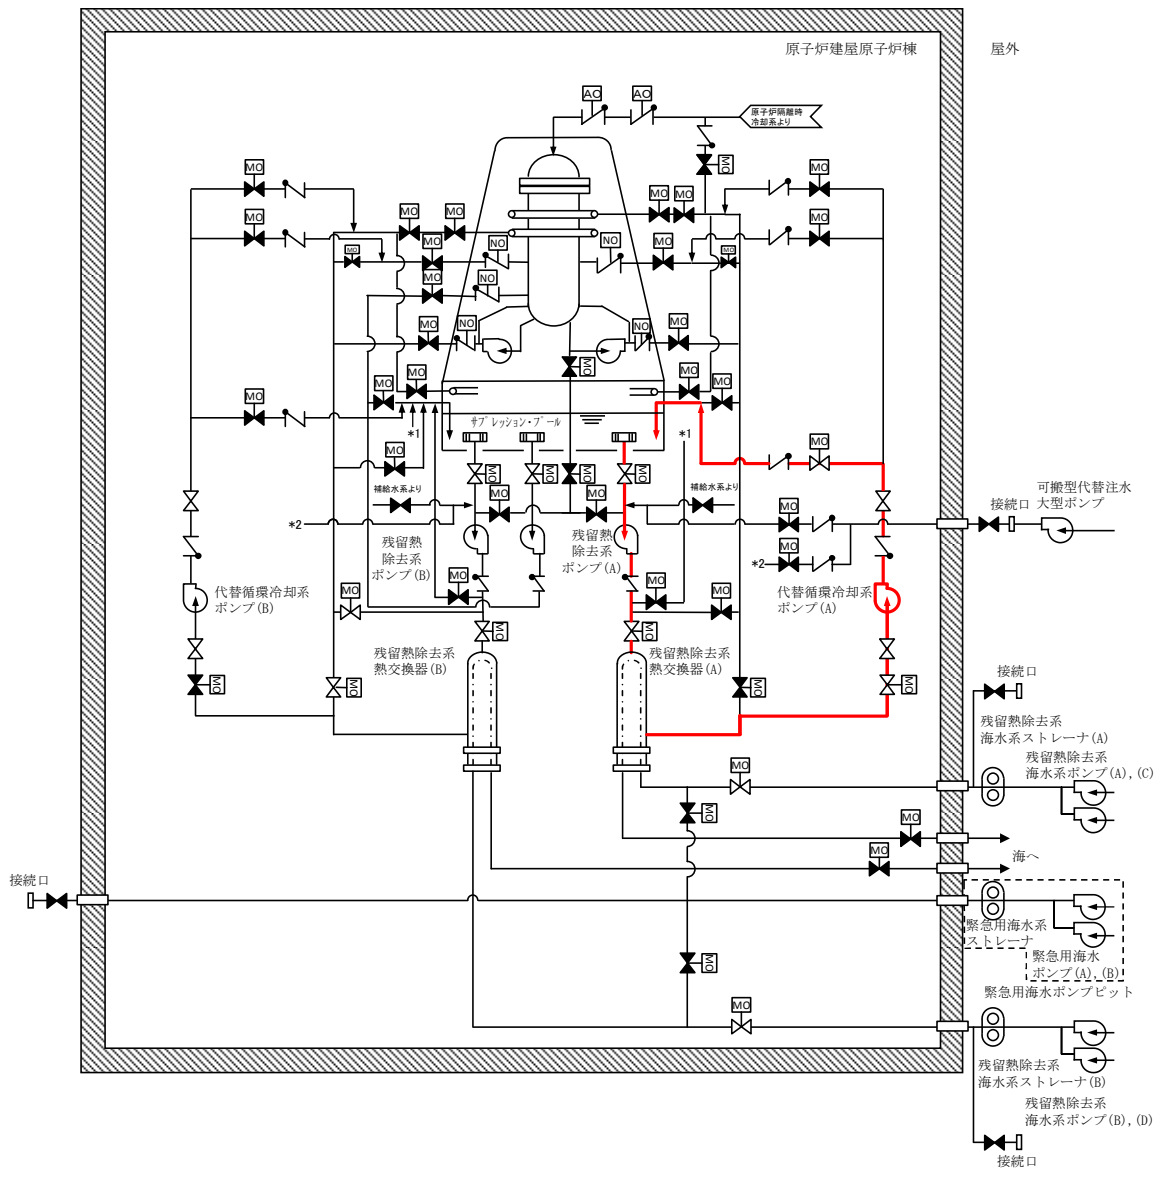 原子炉建屋原子炉棟
屋外
AO
AO
原子炉隔離時
冷却系より
MO
MO
MO
MO
MO
MO
MO
MO
MO
MO
MO
MO
NO
NO
MO
MO
MO
MO
NO
MO
NO
NO
MO
MO
MO
MO
MO
MO
MO
サプレッション・プール
*1
*1
MO
MO
MO
MO
MO
MO
補給水系より
補給水系より
可搬型代替注水
大型ポンプ
接続口
MO
MO
MO
*2
残留熱
除去系
ポンプ(B)
残留熱
除去系
ポンプ(A)
MO
*2
代替循環冷却系
ポンプ(B)
代替循環冷却系
ポンプ(A)
MO
MO
MO
MO
MO
MO
残留熱除去系
熱交換器(B)
残留熱除去系
熱交換器(A)
MO
MO
MO
MO
接続口
残留熱除去系
海水系ストレーナ(A)
残留熱除去系
海水系ポンプ(A),(C)
MO
MO
MO
MO
海へ
接続口
緊急用海水系
ストレーナ
緊急用海水
ポンプ(A),(B)
緊急用海水ポンプピット
MO
MO
残留熱除去系
海水系ストレーナ(B)
残留熱除去系
海水系ポンプ(B),(D)
接続口